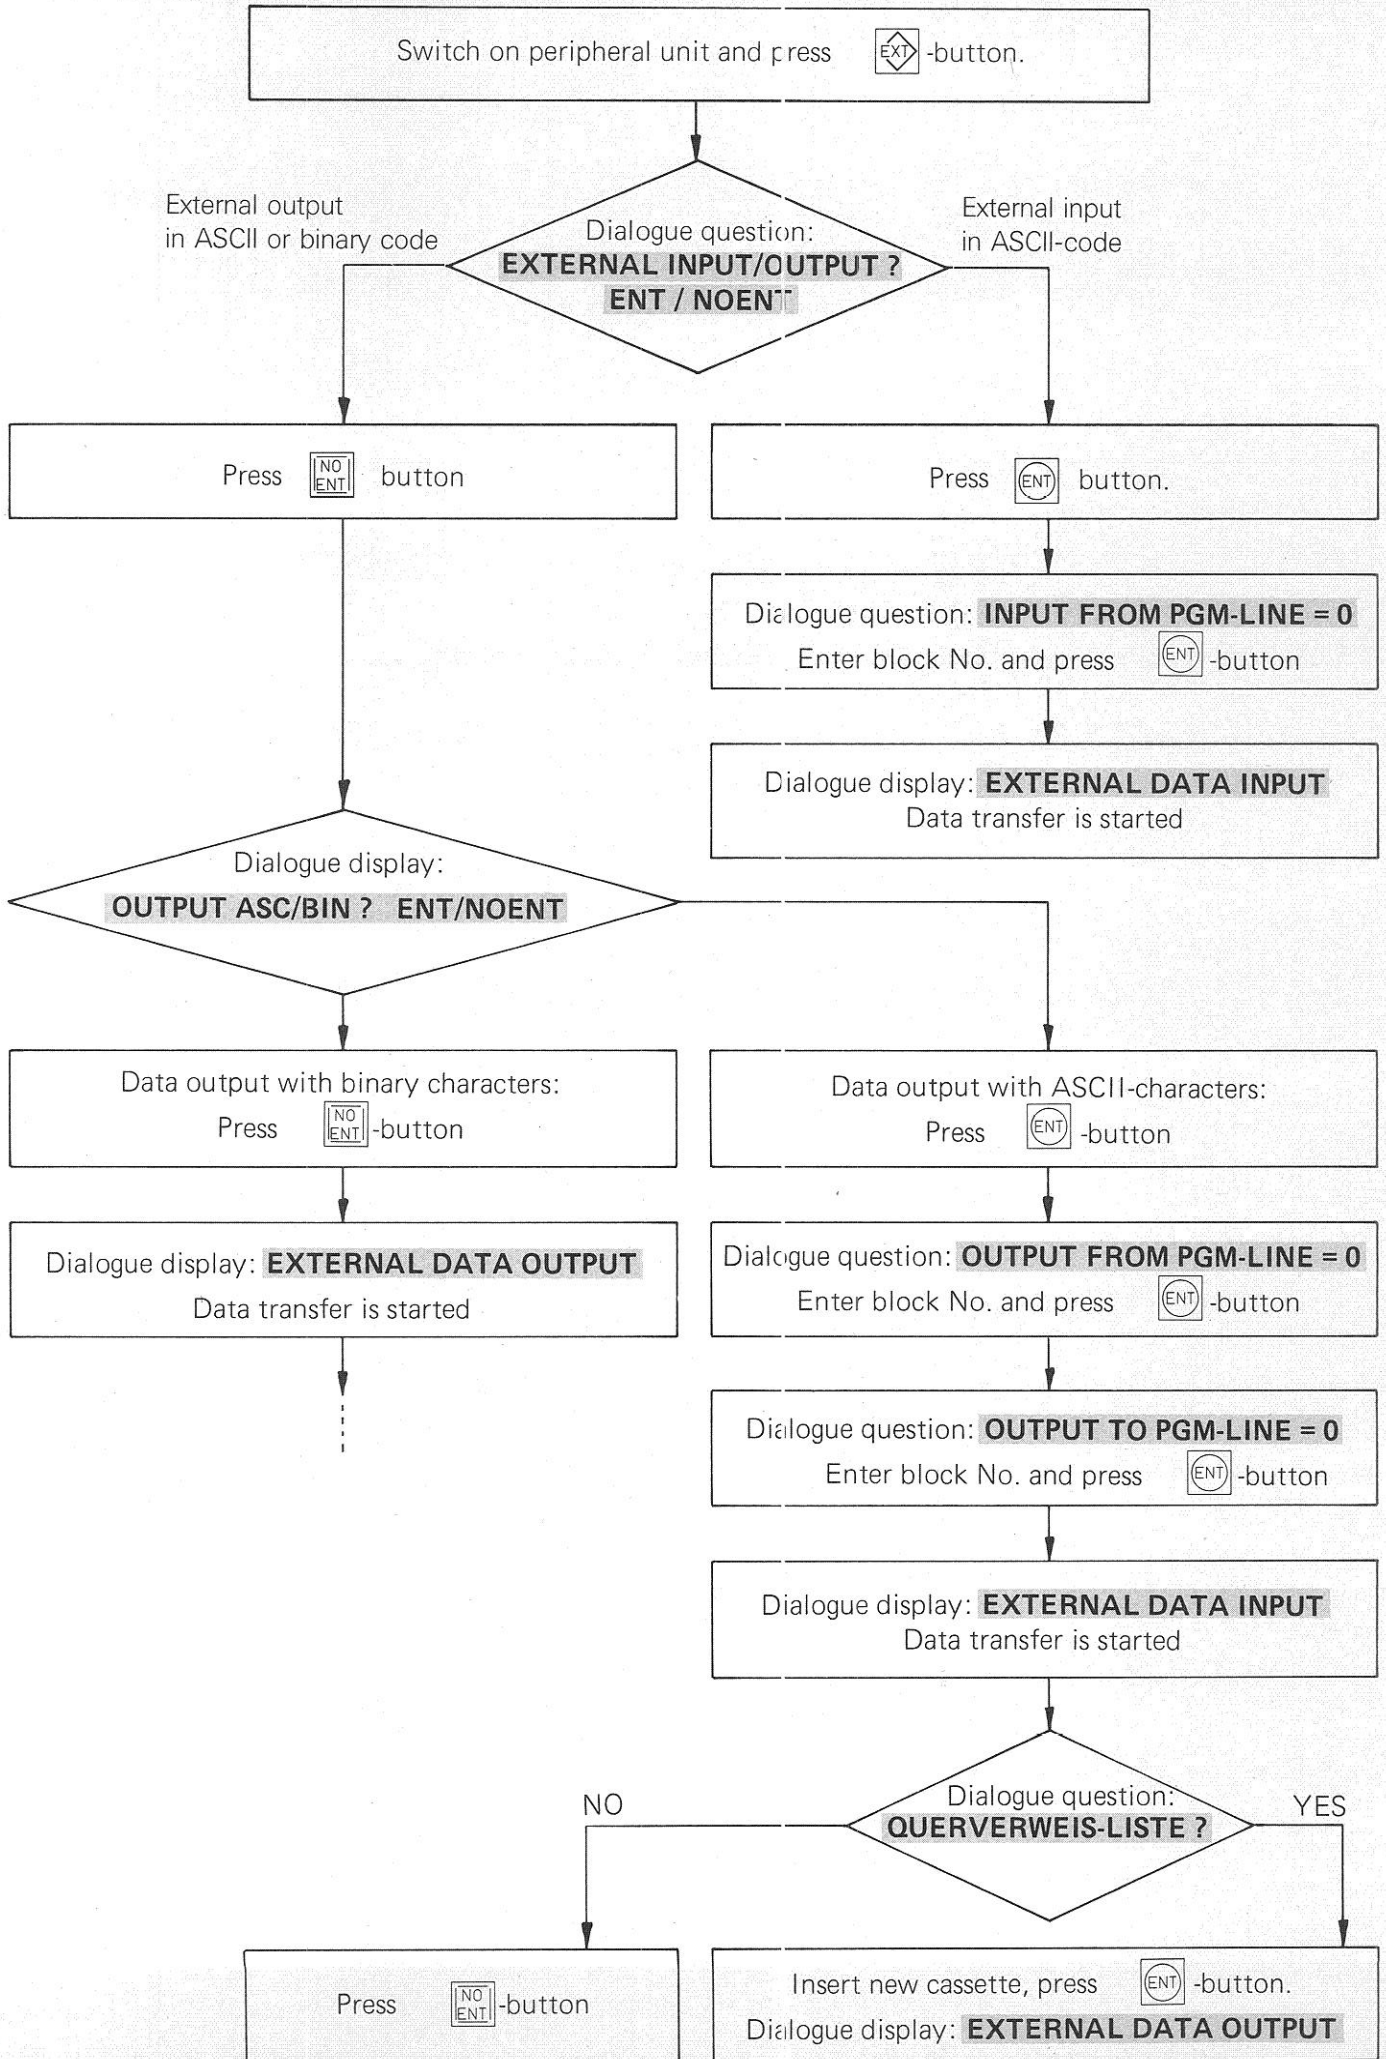 Switch on peripheral unit and press EXT -button.
External output
in ASCII or binary code
Dialogue question:
EXTERNAL INPUT/OUTPUT ?
ENT / NOENT
External input
in ASCII-code
Press NO ENT button
Press ENT button.
Dialogue question: INPUT FROM PGM-LINE = 0
Enter block No. and press ENT -button
Dialogue display: EXTERNAL DATA INPUT
Data transfer is started
Dialogue display:
OUTPUT ASC/BIN ? ENT/NOENT
Data output with binary characters:
Press NO ENT -button
Data output with ASCII-characters:
Press ENT -button
Dialogue display: EXTERNAL DATA OUTPUT
Data transfer is started
Dialogue question: OUTPUT FROM PGM-LINE = 0
Enter block No. and press ENT -button
Dialogue question: OUTPUT TO PGM-LINE = 0
Enter block No. and press ENT -button
Dialogue display: EXTERNAL DATA INPUT
Data transfer is started
Dialogue question:
QUERVERWEIS-LISTE ?
NO
YES
Press NO ENT -button
Insert new cassette, press ENT -button.
Dialogue display: EXTERNAL DATA OUTPUT